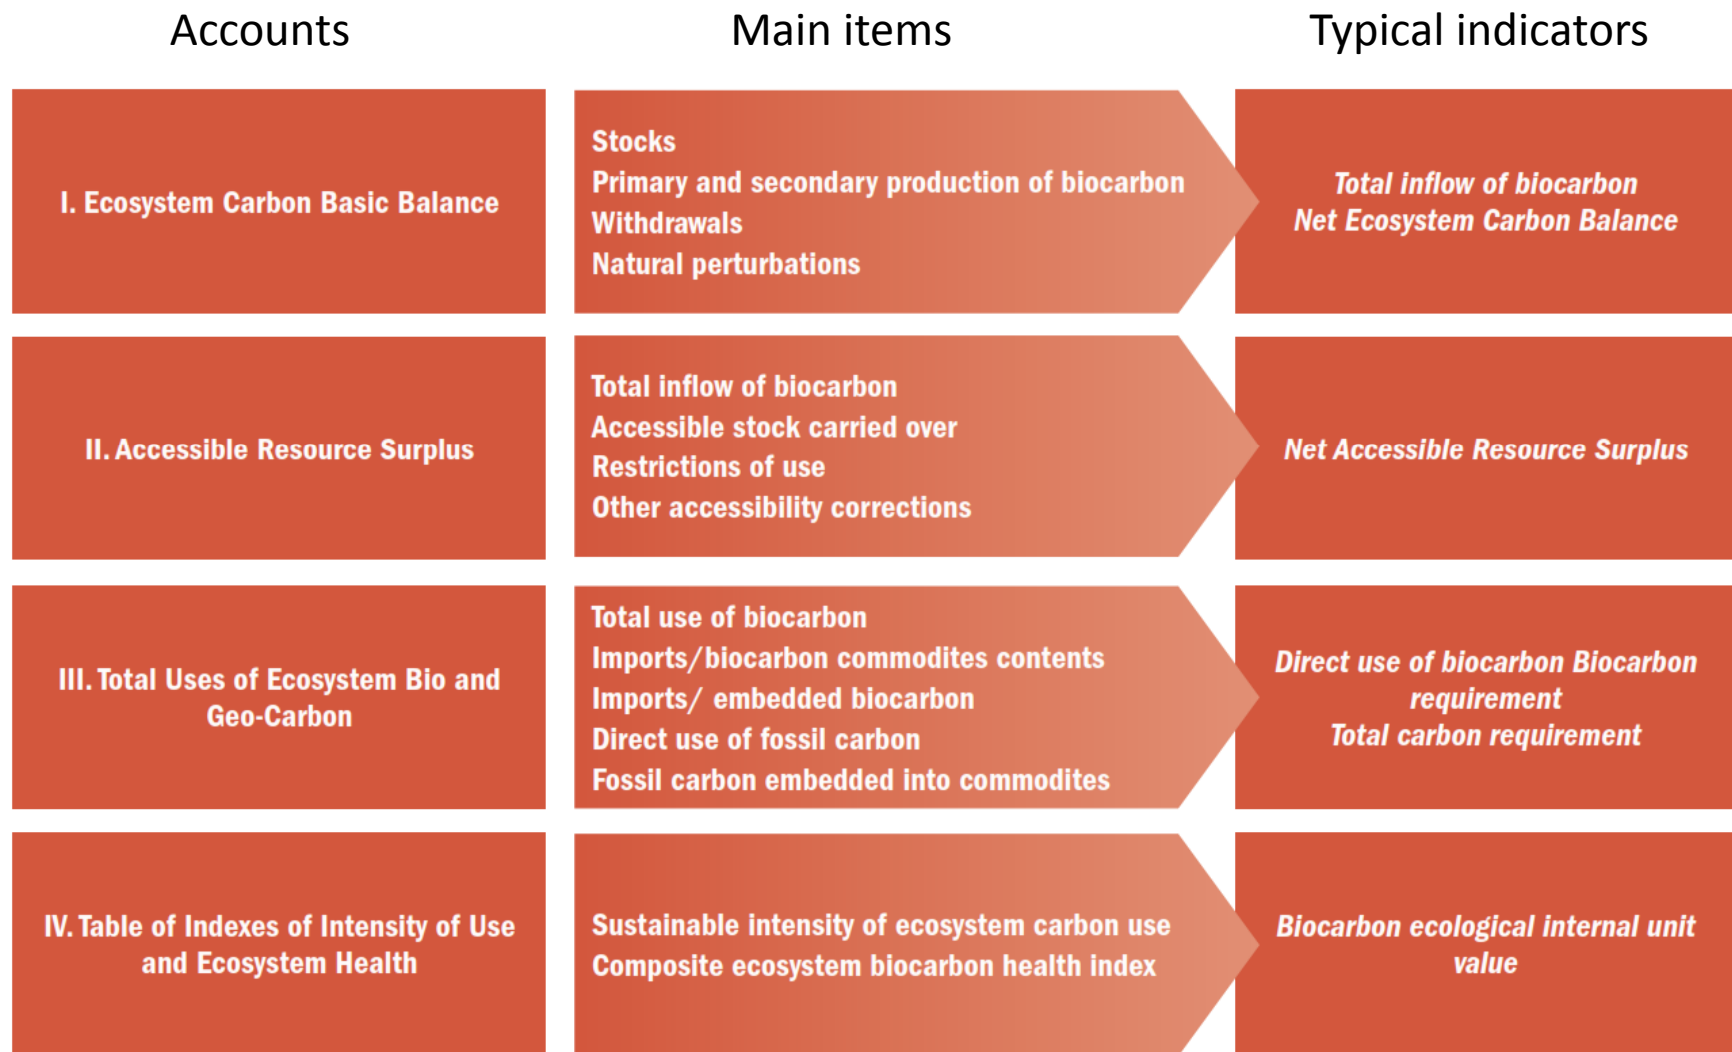 Accounts
Main items
Typical indicators
I. Ecosystem Carbon Basic Balance
Stocks
Primary and secondary production of biocarbon
Withdrawals
Natural perturbations
Total inflow of biocarbon
Net Ecosystem Carbon Balance
II. Accessible Resource Surplus
Total inflow of biocarbon
Accessible stock carried over
Restrictions of use
Other accessibility corrections
Net Accessible Resource Surplus
III. Total Uses of Ecosystem Bio and
Geo-Carbon
Total use of biocarbon
Imports/biocarbon commodites contents
Imports/ embedded biocarbon
Direct use of fossil carbon
Fossil carbon embedded into commodites
Direct use of biocarbon Biocarbon
requirement
Total carbon requirement
IV. Table of Indexes of Intensity of Use
and Ecosystem Health
Sustainable intensity of ecosystem carbon use
Composite ecosystem biocarbon health index
Biocarbon ecological internal unit
value